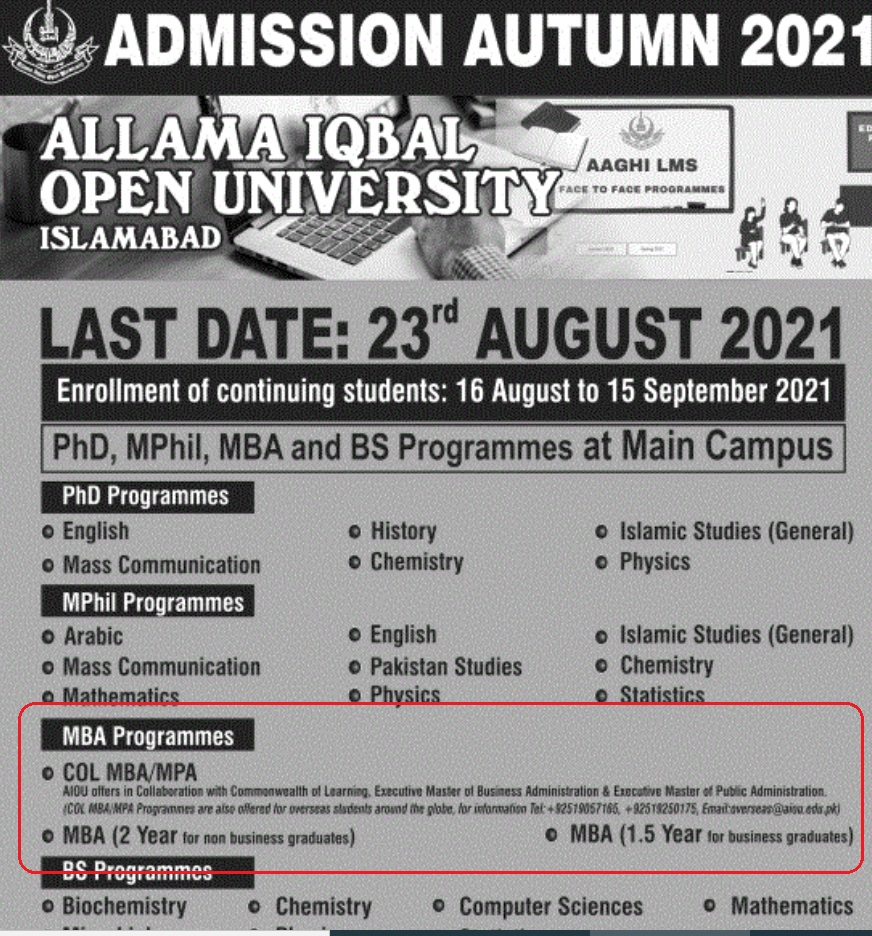 ADMISSION AUTUMN 2021
ALLAMA IQBAL
OPEN UNIVERSITY
ISLAMABAD
AAGHI LMS
FACE TO FACE PROGRAMMES
LAST DATE: 23rd AUGUST 2021
Enrollment of continuing students: 16 August to 15 September 2021
PhD, MPhil, MBA and BS Programmes at Main Campus
PhD Programmes
English History Islamic Studies (General)
Mass Communication Chemistry Physics
MPhil Programmes
Arabic English Islamic Studies (General)
Mass Communication Pakistan Studies Chemistry
Mathematics Physics Statistics
MBA Programmes
COL MBA/MPA
AIOU offers in Collaboration with Commonwealth of Learning, Executive Master of Business Administration & Executive Master of Public Administration.
(COL MBA/MPA Programmes are also offered for overseas students around the globe, for information Tel:+92519057165, +92519250175, Email:overseas@aiou.edu.pk)
MBA (2 Year for non business graduates) MBA (1.5 Year for business graduates)
BS Programmes
Biochemistry Chemistry Computer Sciences Mathematics